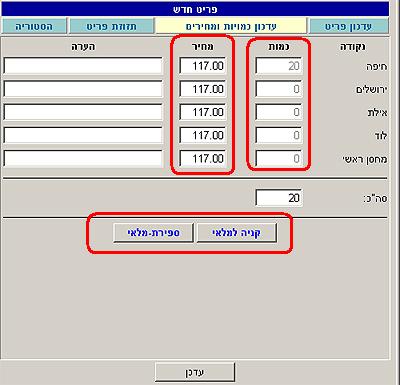 פריט חדש
עדכון פריט עדכון כמויות ומחירים תזוזת פריט הסטוריה
נקודה כמות מחיר הערה
חיפה 20 117.00
ירושלים 0 117.00
אילת 0 117.00
לוד 0 117.00
מחסן ראשי 0 117.00
סה"כ: 20
קניה למלאי ספירת-מלאי
עדכן